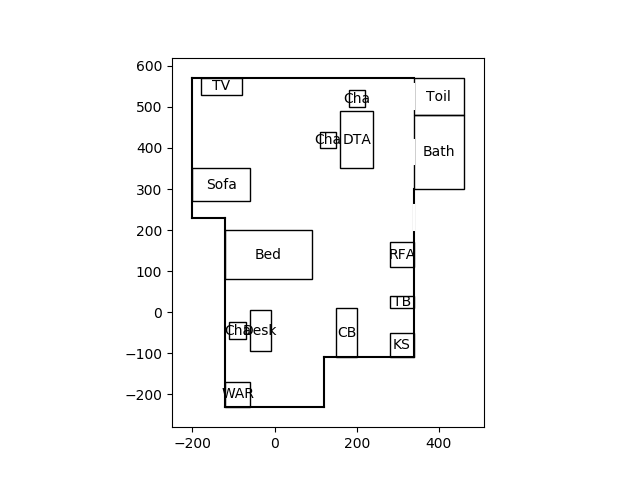 600
500
400
300
200
100
0
−100
−200
−200
0
200
400
TV
Cha
Toil
Cha
DTA
Bath
Sofa
Bed
RFA
TB
Cha
Desk
CB
KS
WAR